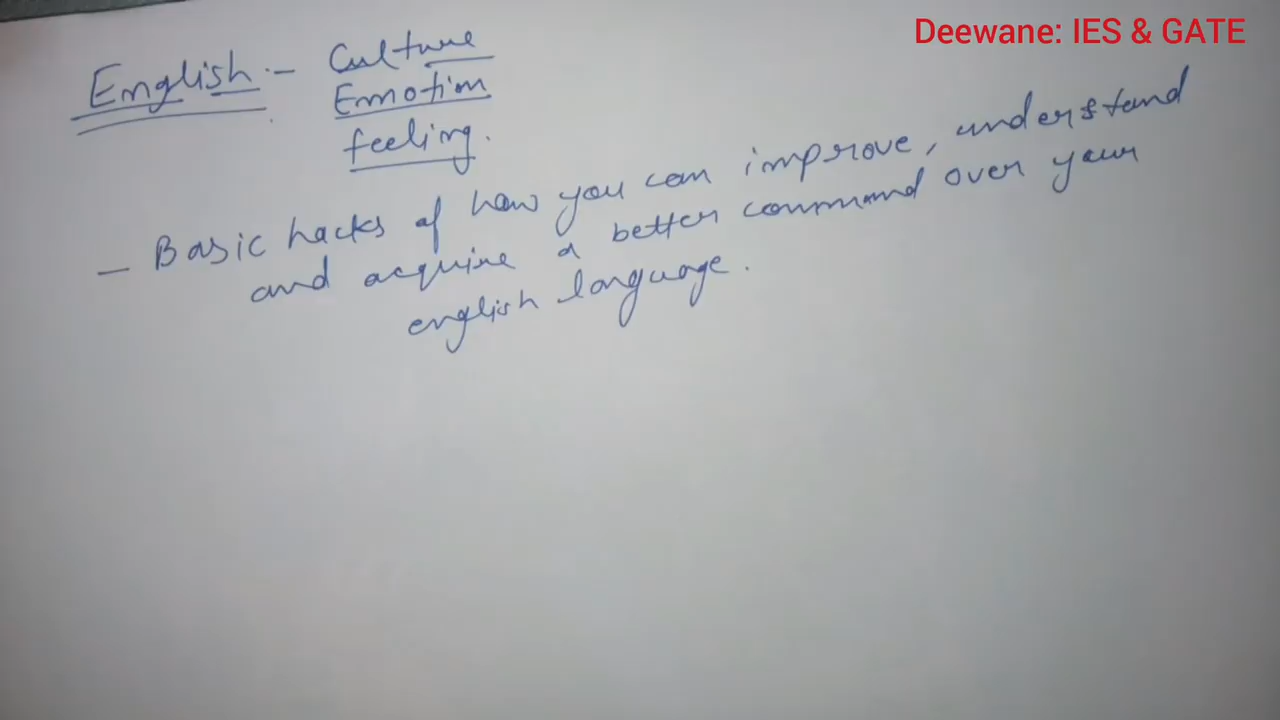 Deewane: IES & GATE
English :- Culture
Emotion
feeling.
- Basic hacks of how you can improve, understand
and acquire a better command over your
english language.